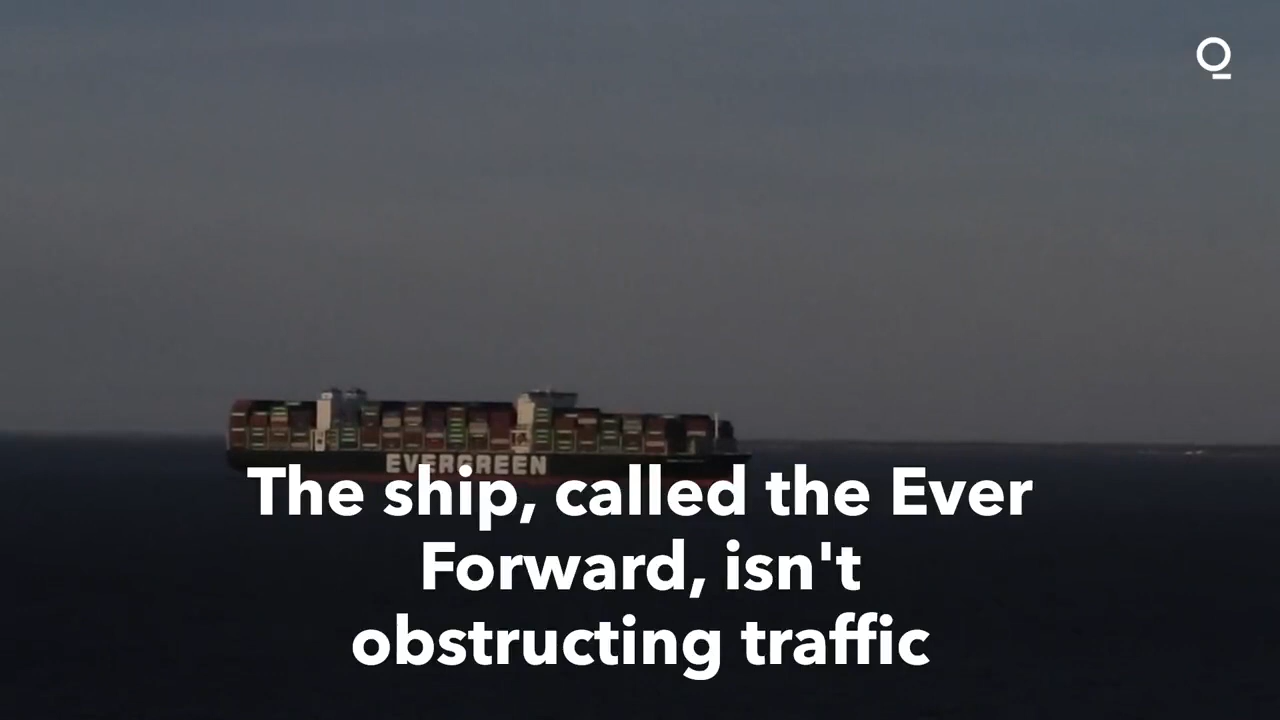 EVERGREEN
The ship, called the Ever
Forward, isn't
obstructing traffic